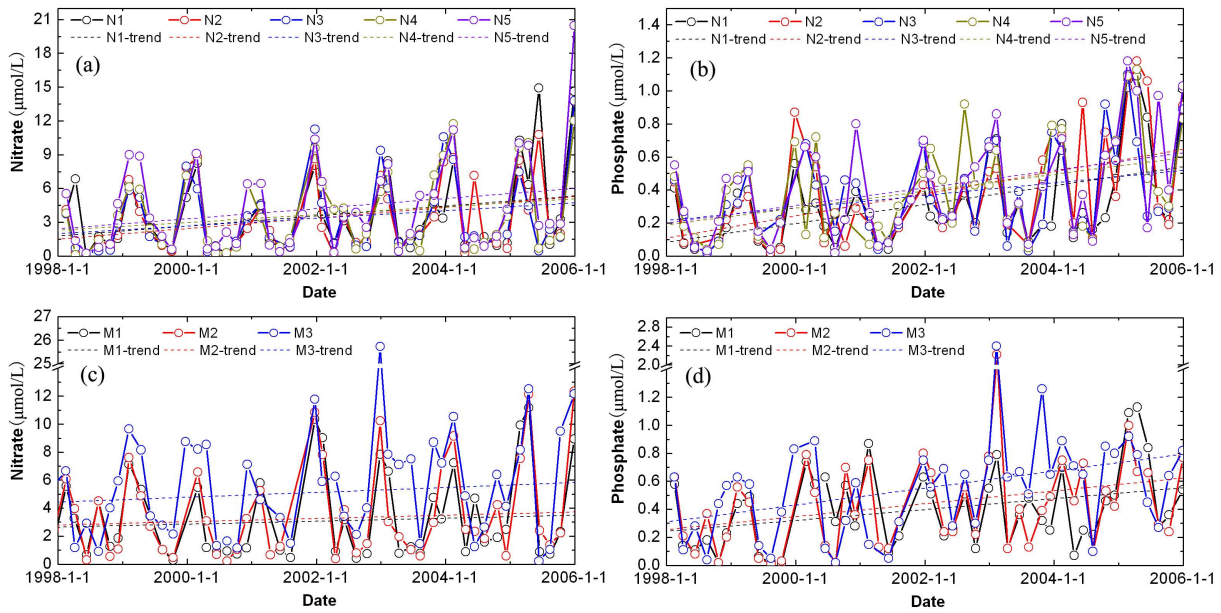 N1 N2 N3 N4 N5
N1-trend N2-trend N3-trend N4-trend N5-trend
(a)
Nitrate (μmol/L)
21
18
15
12
9
6
3
0
1998-1-1 2000-1-1 2002-1-1 2004-1-1 2006-1-1
Date
N1 N2 N3 N4 N5
N1-trend N2-trend N3-trend N4-trend N5-trend
(b)
Phosphate (μmol/L)
1.4
1.2
1.0
0.8
0.6
0.4
0.2
0.0
1998-1-1 2000-1-1 2002-1-1 2004-1-1 2006-1-1
Date
M1 M2 M3
M1-trend M2-trend M3-trend
(c)
Nitrate (μmol/L)
27
26
25
14
12
10
8
6
4
2
0
1998-1-1 2000-1-1 2002-1-1 2004-1-1 2006-1-1
Date
M1 M2 M3
M1-trend M2-trend M3-trend
(d)
Phosphate (μmol/L)
2.8
2.6
2.4
2.2
2.0
1.2
1.0
0.8
0.6
0.4
0.2
0.0
1998-1-1 2000-1-1 2002-1-1 2004-1-1 2006-1-1
Date